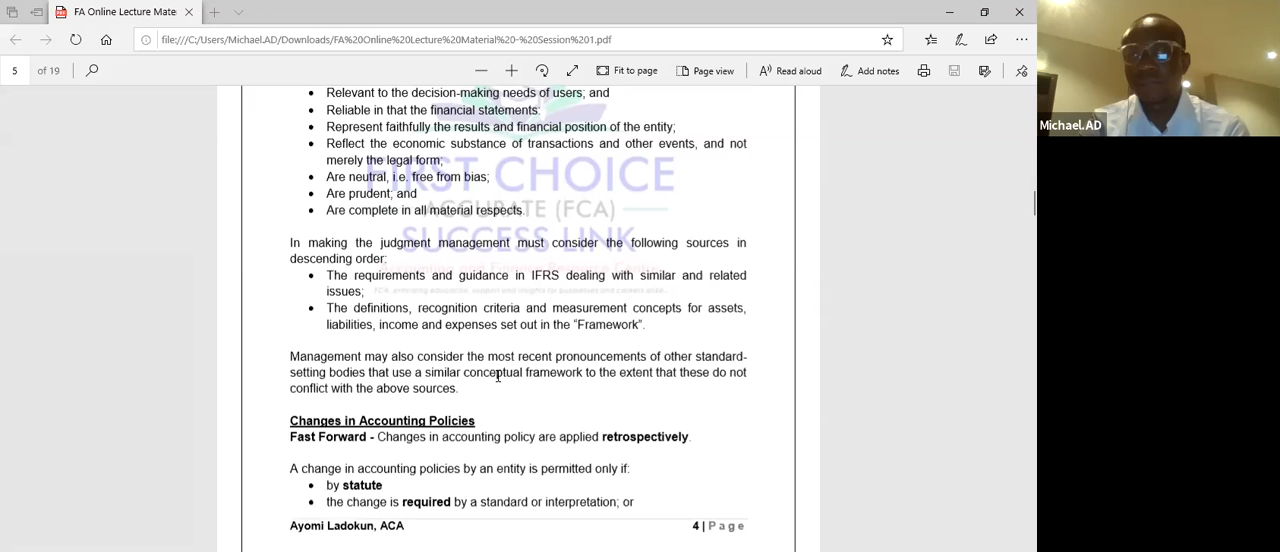 FA Online Lecture Mate
file:///C:/Users/Michael.AD/Downloads/FA%20Online%20Lecture%20Material%20-%20Session%201.pdf
5 of 19
Fit to page
Page view
Read aloud
Add notes
Michael.AD
• Relevant to the decision-making needs of users; and
• Reliable in that the financial statements:
• Represent faithfully the results and financial position of the entity;
• Reflect the economic substance of transactions and other events, and not
merely the legal form;
• Are neutral, i.e. free from bias;
• Are prudent, and
• Are complete in all material respects.
FIRST CHOICE
ACCURATE (FCA)
SUCCESS LINK
In making the judgment management must consider the following sources in
descending order:
• The requirements and guidance in IFRS dealing with similar and related
issues;
• The definitions, recognition criteria and measurement concepts for assets,
liabilities, income and expenses set out in the “Framework”.
Management may also consider the most recent pronouncements of other standard-
setting bodies that use a similar conceptual framework to the extent that these do not
conflict with the above sources.
Changes in Accounting Policies
Fast Forward - Changes in accounting policy are applied retrospectively.
A change in accounting policies by an entity is permitted only if:
• by statute
• the change is required by a standard or interpretation; or
Ayomi Ladokun, ACA
4 | Page